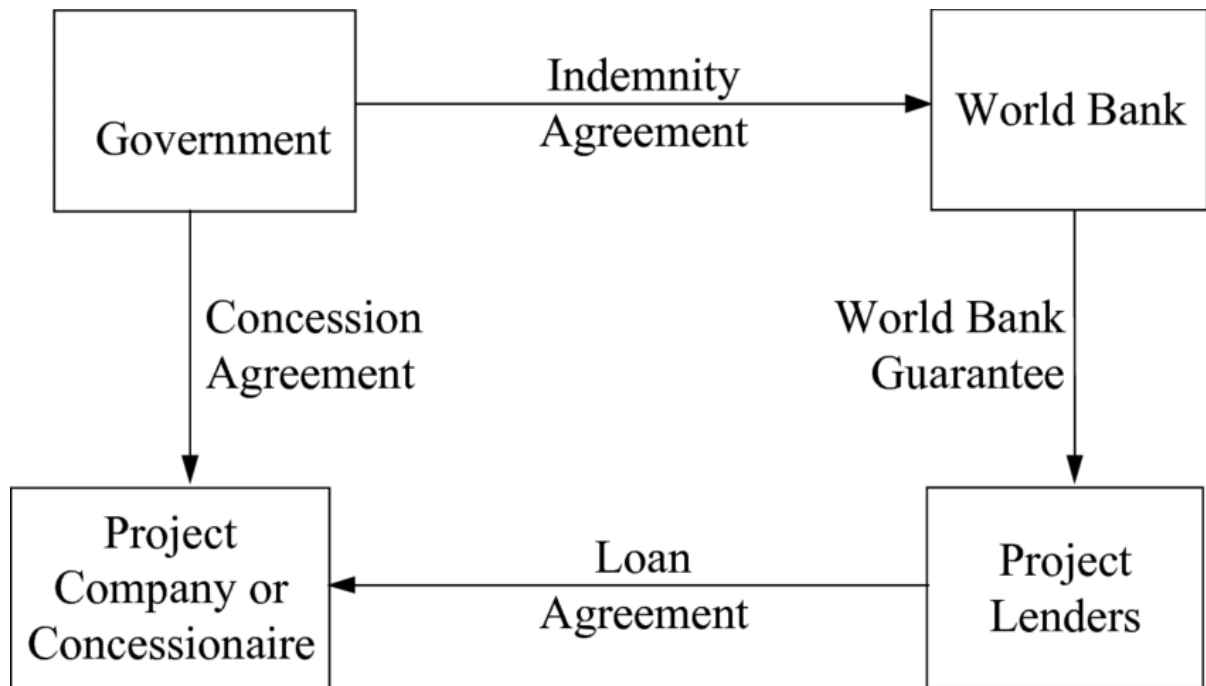 Government
Indemnity
Agreement
World Bank
Concession
Agreement
World Bank
Guarantee
Project
Company or
Concessionaire
Loan
Agreement
Project
Lenders